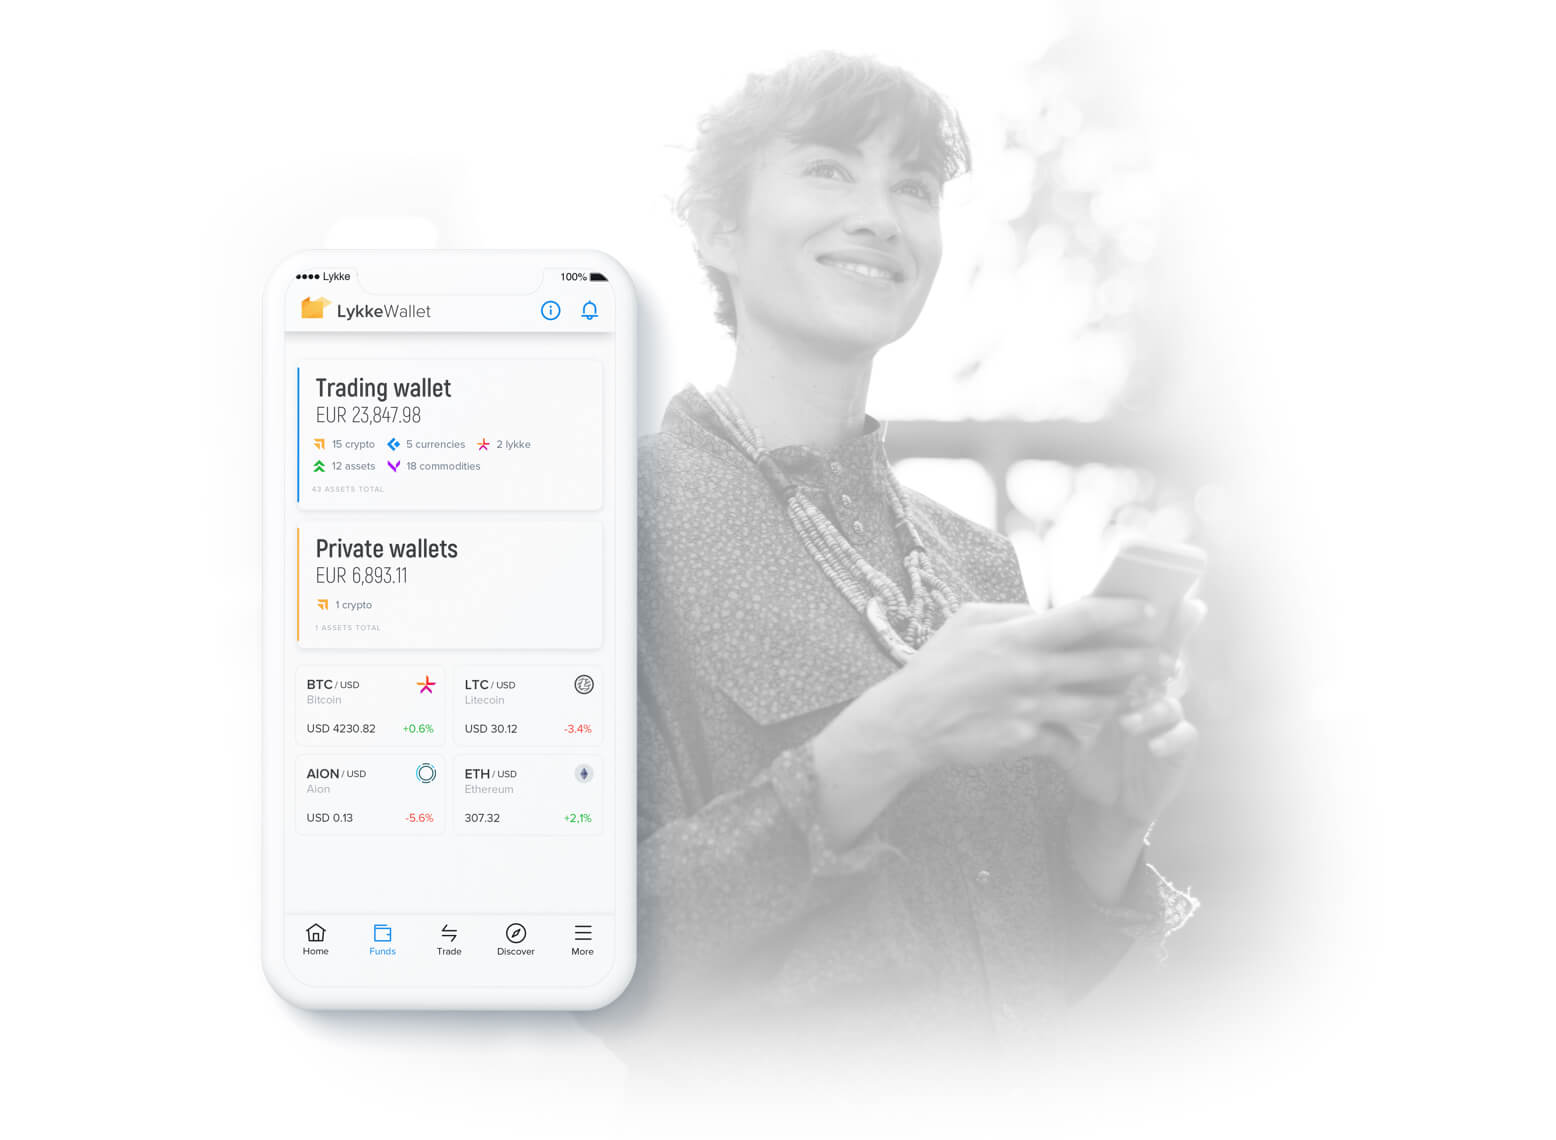 Lykke 100%
LykkeWallet
Trading wallet
EUR 23,847.98
15 crypto 5 currencies 2 lykke
12 assets 18 commodities
43 ASSETS TOTAL
Private wallets
EUR 6,893.11
1 crypto
1 ASSETS TOTAL
BTC / USD
Bitcoin
USD 4230.82 +0.6%
LTC / USD
Litecoin
USD 30.12 -3.4%
AION / USD
Aion
USD 0.13 -5.6%
ETH / USD
Ethereum
307.32 +2,1%
Home Funds Trade Discover More